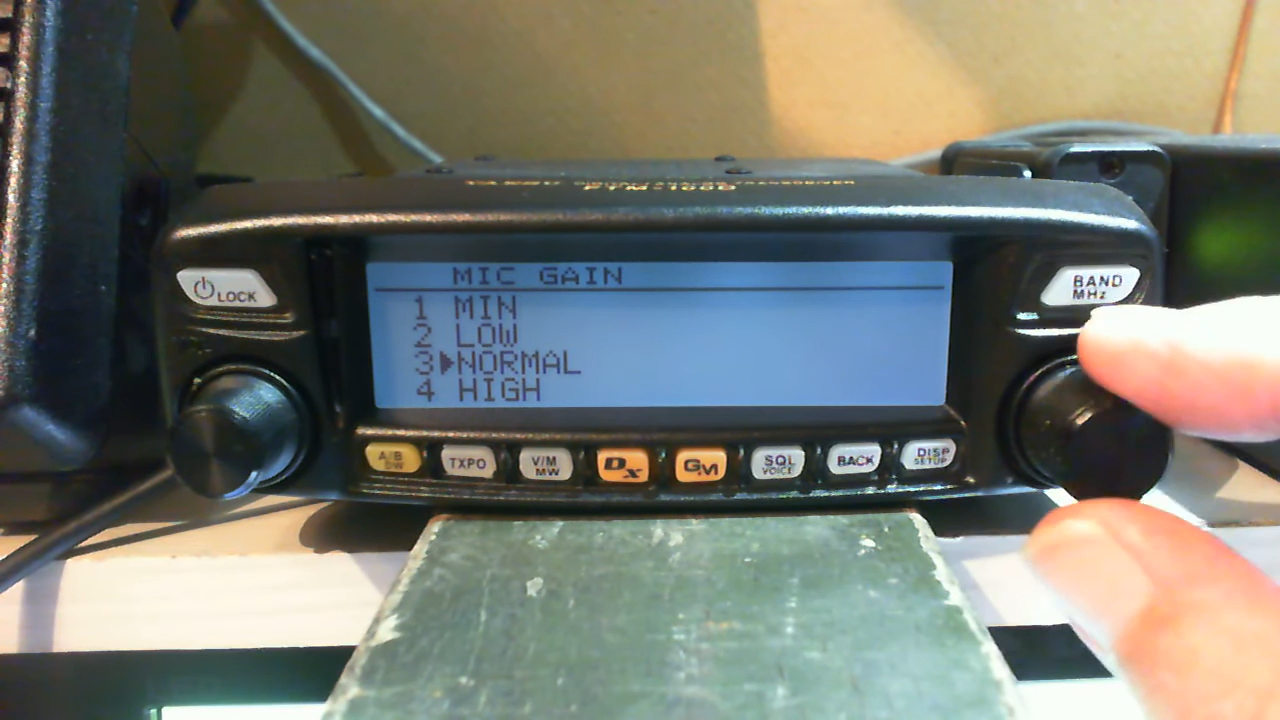 LOCK
BAND
MHz
MIC GAIN
1 MIN
2 LOW
3 ▶NORMAL
4 HIGH
A/B
DW
TXPO
V/M
MW
Dx
GM
SQL
VOICE
BACK
DISP
SETUP